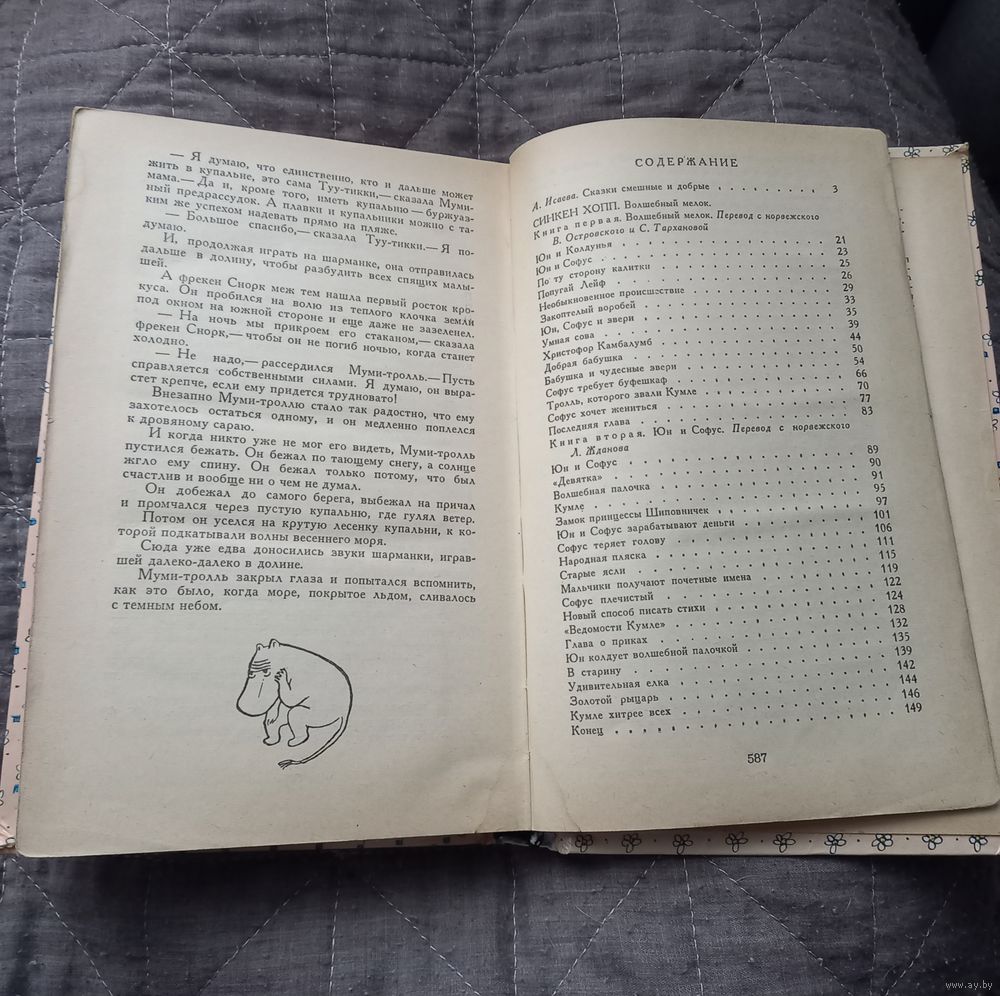 — Я думаю, что единственно, кто и дальше может
жить в купальне, это сама Туу-тикки,— сказала Муми-
мама.— Да и, кроме того, иметь купальню — буржуаз-
ный предрассудок. А плавки и купальники можно с та-
ким же успехом надевать прямо на пляже.
— Большое спасибо,— сказала Туу-тикки.— Я по-
думаю.
И, продолжая играть на шарманке, она отправилась
дальше в долину, чтобы разбудить всех спящих малы-
шей.
А фрекен Снорк меж тем нашла первый росток кро-
куса. Он пробился на волю из теплого клочка земли
под окном на южной стороне и еще даже не зазеленел.
— На ночь мы прикроем его стаканом,— сказала
фрекен Снорк,— чтобы он не погиб ночью, когда станет
холодно.
— Не надо,— рассердился Муми-тролль.— Пусть
справляется собственными силами. Я думаю, он выра-
стет крепче, если ему придется трудновато!
Внезапно Муми-троллю стало так радостно, что ему
захотелось остаться одному, и он медленно поплелся
к дровяному сараю.
И когда никто уже не мог его видеть, Муми-тролль
пустился бежать. Он бежал по тающему снегу, а солнце
жгло ему спину. Он бежал только потому, что был
счастлив и вообще ни о чем не думал.
Он добежал до самого берега, выбежал на причал
и промчался через пустую купальню, где гулял ветер.
Потом он уселся на крутую лесенку купальни, к ко-
торой подкатывали волны весеннего моря.
Сюда уже едва доносились звуки шарманки, играв-
шей далеко-далеко в долине.
Муми-тролль закрыл глаза и попытался вспомнить,
как это было, когда море, покрытое льдом, сливалось
с темным небом.
СОДЕРЖАНИЕ
А. Исаева. Сказки смешные и добрые . . . . . . 3
СИНКЕН ХОПП. Волшебный мелок.
Книга первая. Волшебный мелок. Перевод с норвежского
В. Островского и С. Тархановой
Юн и Колдунья . . . . . . 21
Юн и Софус . . . . . . 23
По ту сторону калитки . . . . . . 25
Попугай Лейф . . . . . . 26
Необыкновенное происшествие . . . . . . 29
Закоптелый воробей . . . . . . 33
Юн, Софус и звери . . . . . . 35
Умная сова . . . . . . 39
Христофор Камбалумб . . . . . . 44
Добрая бабушка . . . . . . 50
Бабушка и чудесные звери . . . . . . 54
Софус требует буфешкаф . . . . . . 66
Тролль, которого звали Кумле . . . . . . 70
Софус хочет жениться . . . . . . 77
Последняя глава . . . . . . 83
Книга вторая. Юн и Софус. Перевод с норвежского
Л. Жданова
Юн и Софус . . . . . . 89
«Девятка» . . . . . . 90
Волшебная палочка . . . . . . 91
Кумле . . . . . . 95
Замок принцессы Шиповничек . . . . . . 97
Юн и Софус зарабатывают деньги . . . . . . 101
Софус теряет голову . . . . . . 106
Народная пляска . . . . . . 111
Старые ясли . . . . . . 115
Мальчики получают почетные имена . . . . . . 119
Софус плечистый . . . . . . 122
Новый способ писать стихи . . . . . . 124
«Ведомости Кумле» . . . . . . 128
Глава о приках . . . . . . 132
Юн колдует волшебной палочкой . . . . . . 135
В старину . . . . . . 139
Удивительная елка . . . . . . 142
Золотой рыцарь . . . . . . 144
Кумле хитрее всех . . . . . . 146
Конец . . . . . . 149
587
www.ay.by